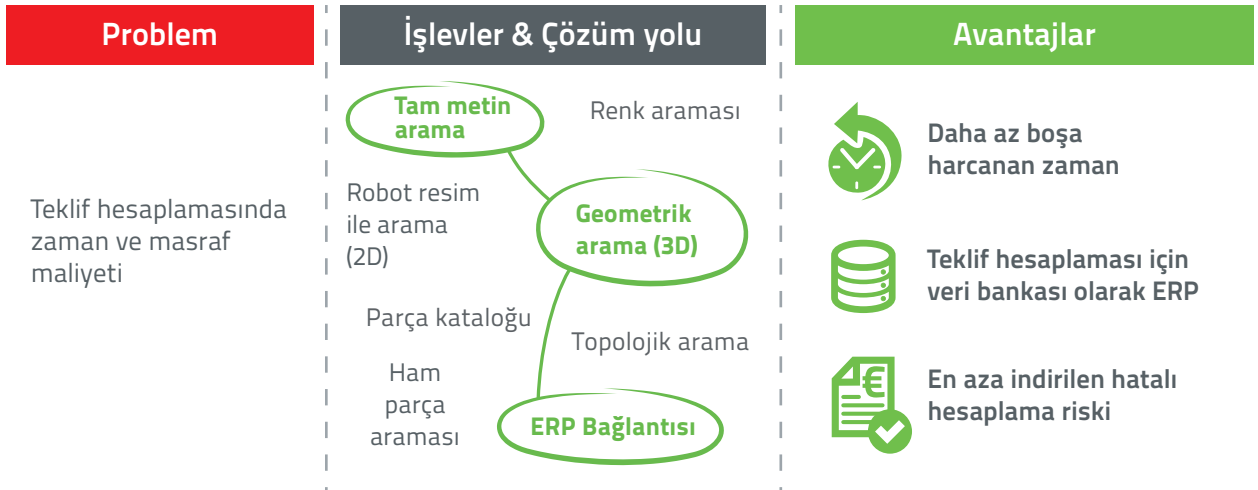 Problem
İşlevler & Çözüm yolu
Avantajlar
Teklif hesaplamasında
zaman ve masraf
maliyeti
Tam metin
arama
Renk araması
Robot resim
ile arama
(2D)
Geometrik
arama (3D)
Parça kataloğu
Topolojik arama
Ham
parça
araması
ERP Bağlantısı
Daha az boşa
harcanan zaman
Teklif hesaplaması için
veri bankası olarak ERP
€
En aza indirilen hatalı
hesaplama riski